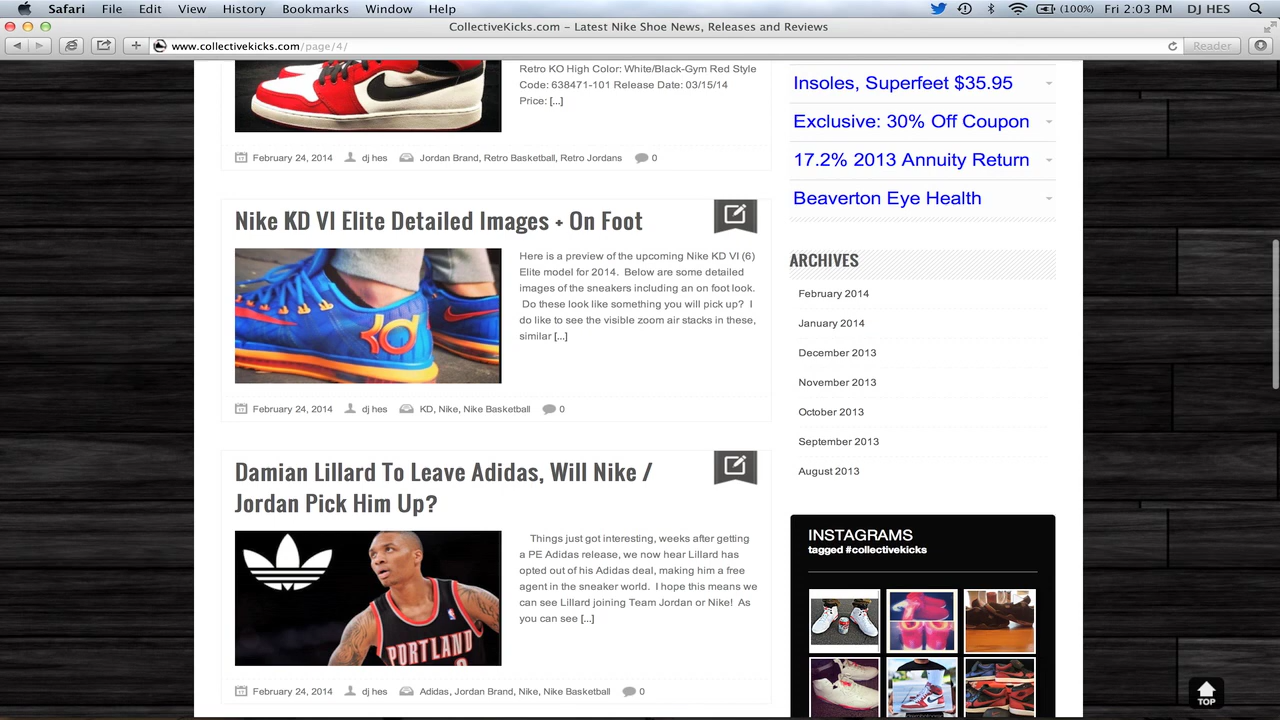 Safari File Edit View History Bookmarks Window Help (100%) Fri 2:03 PM DJ HES
CollectiveKicks.com – Latest Nike Shoe News, Releases and Reviews
www.collectivekicks.com/page/4/ Reader
Retro KO High Color: White/Black-Gym Red Style
Code: 638471-101 Release Date: 03/15/14
Price: [...]
February 24, 2014 dj hes Jordan Brand, Retro Basketball, Retro Jordans 0
Nike KD VI Elite Detailed Images + On Foot
Here is a preview of the upcoming Nike KD VI (6)
Elite model for 2014. Below are some detailed
images of the sneakers including an on foot look.
Do these look like something you will pick up? I
do like to see the visible zoom air stacks in these,
similar [...]
kd
February 24, 2014 dj hes KD, Nike, Nike Basketball 0
Damian Lillard To Leave Adidas, Will Nike /
Jordan Pick Him Up?
Things just got interesting, weeks after getting
a PE Adidas release, we now hear Lillard has
opted out of his Adidas deal, making him a free
agent in the sneaker world. I hope this means we
can see Lillard joining Team Jordan or Nike! As
you can see [...]
PORTLAND
February 24, 2014 dj hes Adidas, Jordan Brand, Nike, Nike Basketball 0
Insoles, Superfeet $35.95
Exclusive: 30% Off Coupon
17.2% 2013 Annuity Return
Beaverton Eye Health
ARCHIVES
February 2014
January 2014
December 2013
November 2013
October 2013
September 2013
August 2013
INSTAGRAMS
tagged #collectivekicks
TOP